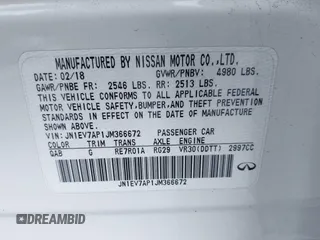 MANUFACTURED BY NISSAN MOTOR CO.,LTD.
DATE: 02/18 GVWR/PNBV: 4980 LBS.
GAWR/PNBE FR: 2546 LBS. RR: 2513 LBS.
THIS VEHICLE CONFORMS TO ALL APPLICABLE FEDERAL
MOTOR VEHICLE SAFETY, BUMPER, AND THEFT PREVENTION
STANDARDS IN EFFECT ON THE DATE OF MANUFACTURE
SHOWN ABOVE.
JN1EV7AP1JM366672 PASSENGER CAR
COLOR TRIM TRANS AXLE ENGINE
QAB G RE7R01A RG29 VR30(DDTT) 2997CC
JN1EV7AP1JM366672
DREAMBID